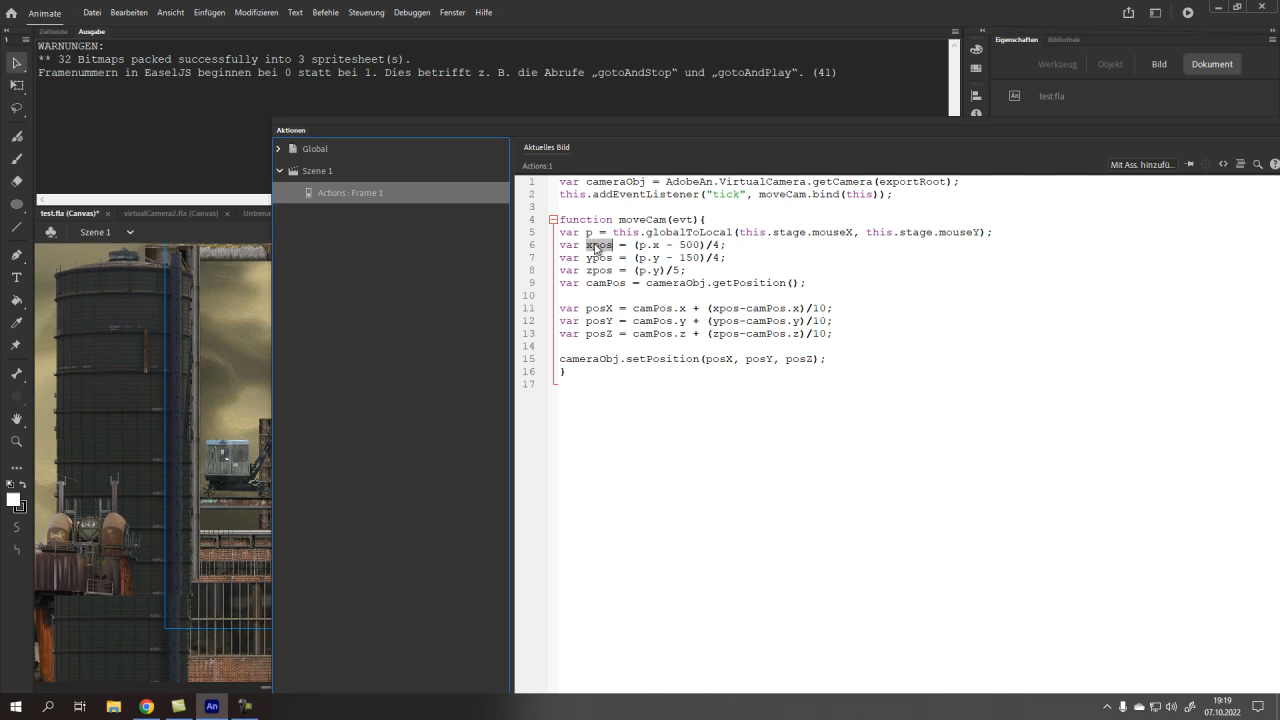 Animate Datei Bearbeiten Ansicht Einfügen Modifizieren Text Befehle Steuerung Debuggen Fenster Hilfe
Zeitleiste Ausgabe
WARNUNGEN:
** 32 Bitmaps packed successfully into 3 spritesheet(s).
Framenummern in EaselJS beginnen bei 0 statt bei 1. Dies betrifft z. B. die Abrufe „gotoAndStop“ und „gotoAndPlay“. (41)
Eigenschaften Bibliothek
Werkzeug Objekt Bild Dokument
An test.fla
Aktionen
Global
Szene 1
Actions : Frame 1
test.fla (Canvas)* × virtualCamera2.fla (Canvas) × Unbena
Szene 1
Aktuelles Bild
Actions:1
Mit Ass. hinzufü...
1 var cameraObj = AdobeAn.VirtualCamera.getCamera(exportRoot);
2 this.addEventListener("tick", moveCam.bind(this));
3
4 function moveCam(evt){
5 var p = this.globalToLocal(this.stage.mouseX, this.stage.mouseY);
6 var xpos = (p.x - 500)/4;
7 var ypos = (p.y - 150)/4;
8 var zpos = (p.y)/5;
9 var camPos = cameraObj.getPosition();
10
11 var posX = camPos.x + (xpos-camPos.x)/10;
12 var posY = camPos.y + (ypos-camPos.y)/10;
13 var posZ = camPos.z + (zpos-camPos.z)/10;
14
15 cameraObj.setPosition(posX, posY, posZ);
16 }
17
An
19:19
07.10.2022